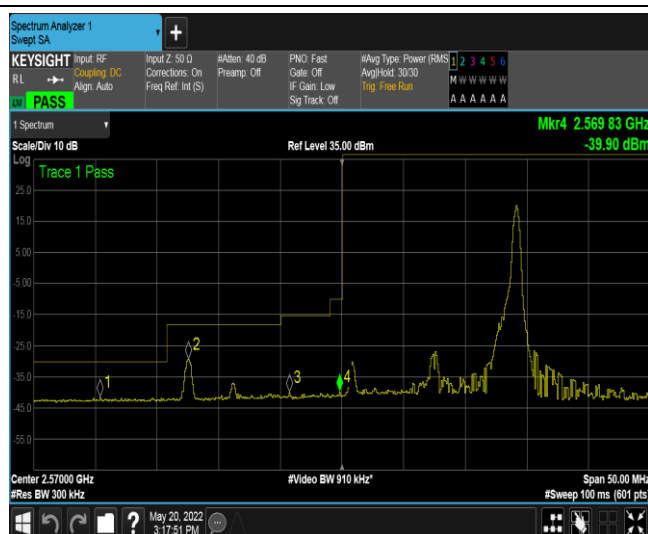 Spectrum Analyzer 1
Swept SA
+
KEYSIGHT
RL
LXI PASS
Input: RF
Coupling: DC
Align: Auto
Input Z: 50 Ω
Corrections: On
Freq Ref: Int (S)
#Atten: 40 dB
Preamp: Off
PNO: Fast
Gate: Off
IF Gain: Low
Sig Track: Off
#Avg Type: Power (RMS
Avg|Hold: 30/30
Trig: Free Run
1 2 3 4 5 6
M W W W W W
A A A A A A
1 Spectrum
Mkr4 2.569 83 GHz
Scale/Div 10 dB
Ref Level 35.00 dBm
-39.90 dBm
Log
Trace 1 Pass
25.0
15.0
5.00
-5.00
-15.0
-25.0
-35.0
-45.0
-55.0
1
2
3
4
Center 2.57000 GHz
#Video BW 910 kHz*
Span 50.00 MHz
#Res BW 300 kHz
#Sweep 100 ms (601 pts)
?
May 20, 2022
3:17:51 PM